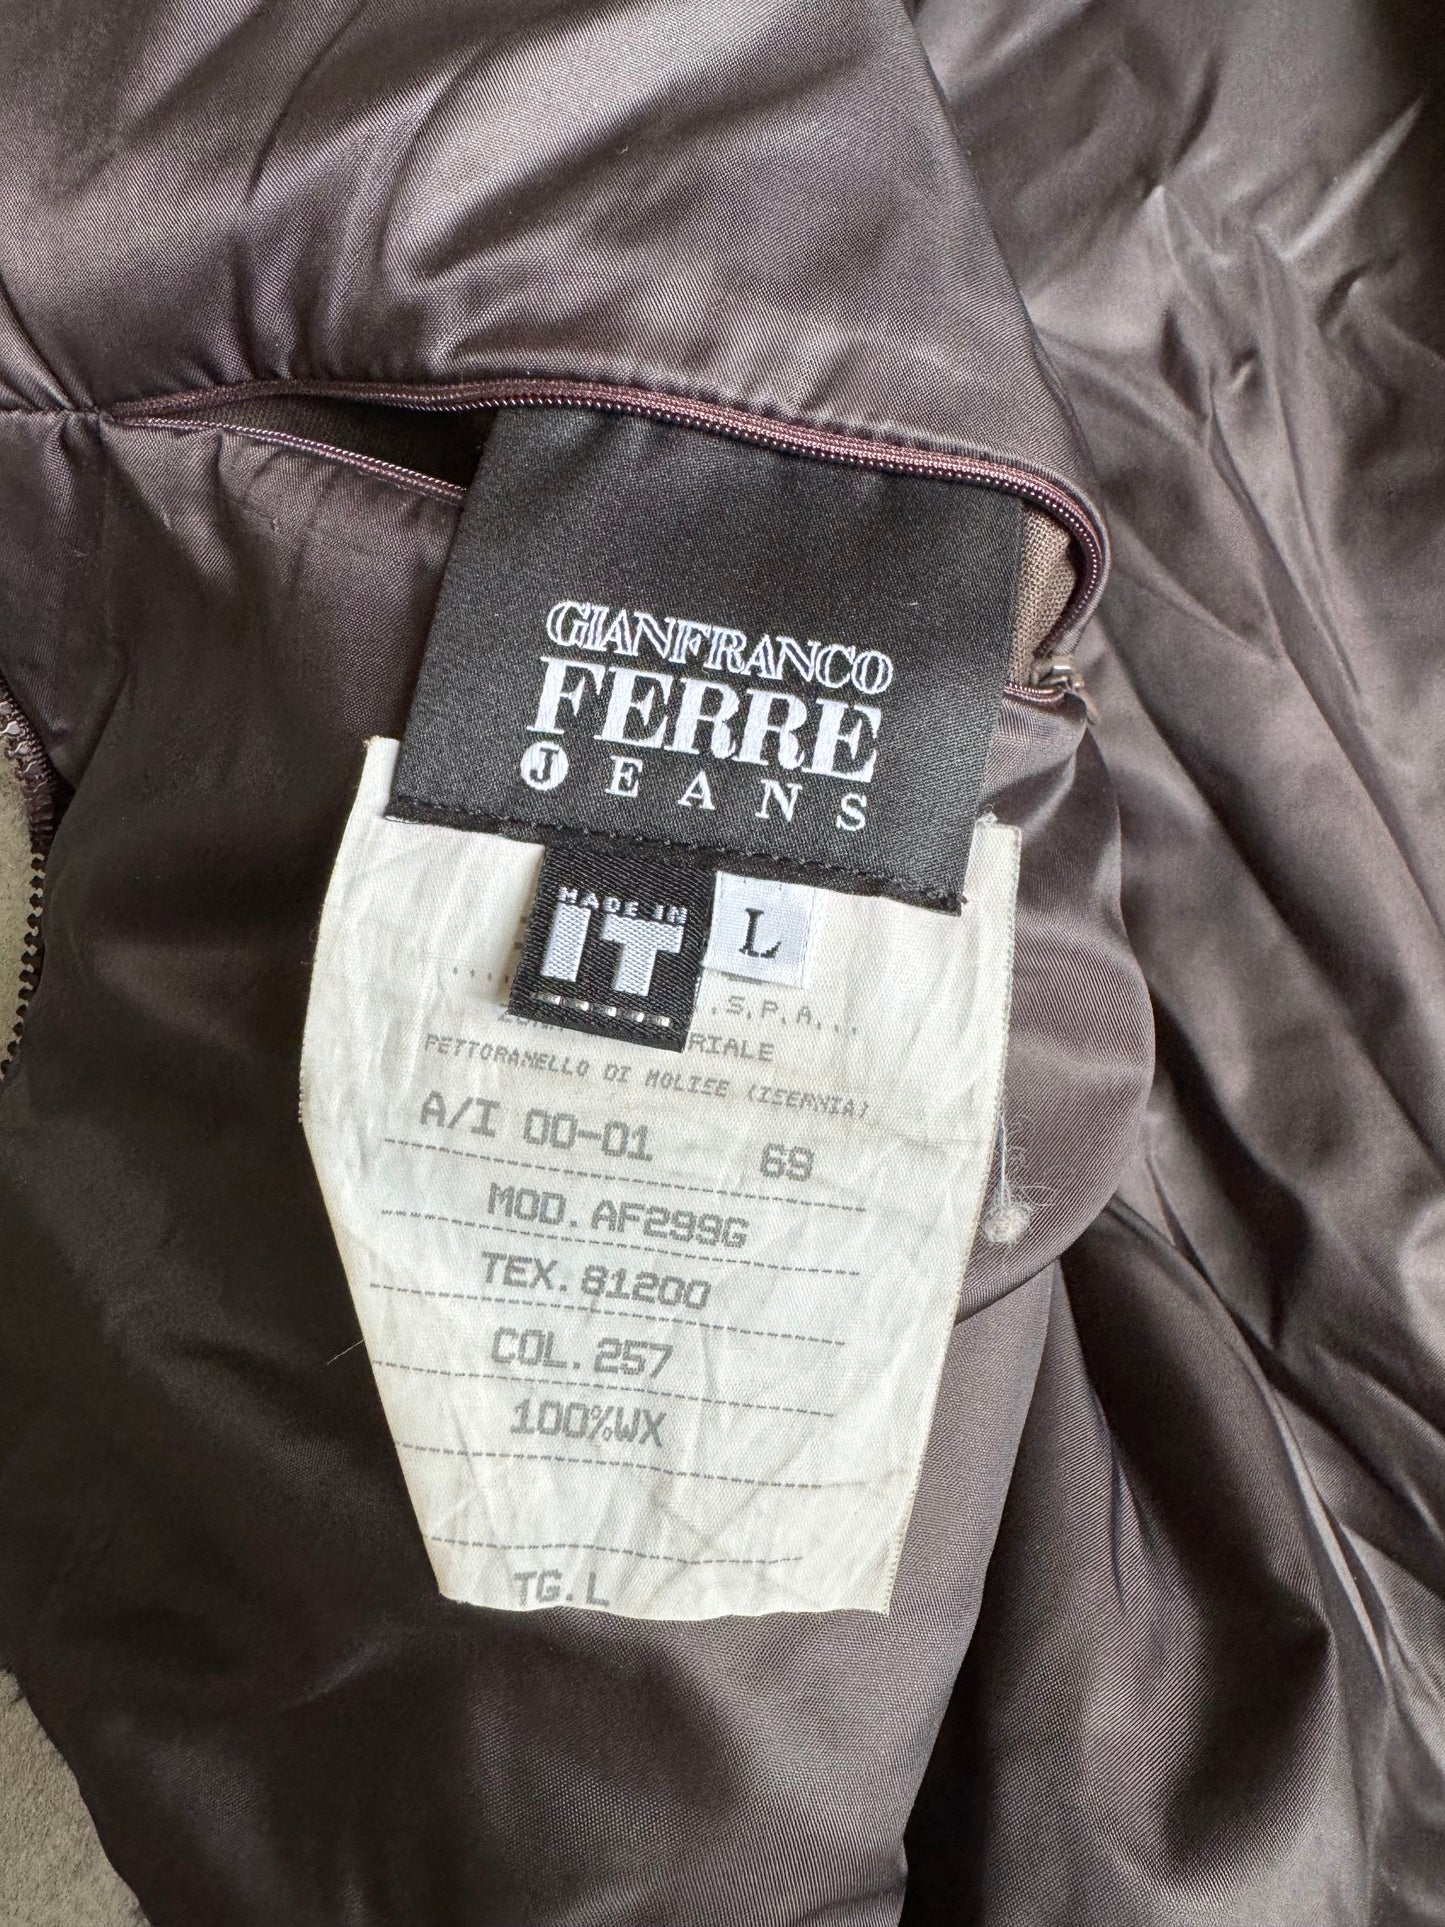 GIANFRANCO
FERRE
JEANS
MADE IN
IT
L
.S.P.A...
RIALE
PETTORANELLO DI MOLISE (ISERNIA)
A/I 00-01 69
MOD. AF299G
TEX. 81200
COL. 257
100%WX
TG. L